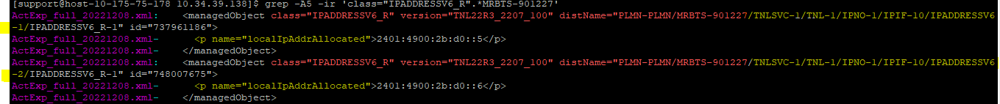 [support@host-10-175-75-178 10.34.39.138]$ grep -A5 -ir 'class="IPADDRESSV6_R".*MRBTS-901227'
ActExp_full_20221208.xml:    <managedObject class="IPADDRESSV6_R" version="TNL22R3_2207_100" distName="PLMN-PLMN/MRBTS-901227/TNLSVC-1/TNL-1/IPNO-1/IPIF-10/IPADDRESSV6
-1/IPADDRESSV6_R-1" id="737961186">
ActExp_full_20221208.xml-      <p name="localIpAddrAllocated">2401:4900:2b:d0::5</p>
ActExp_full_20221208.xml-    </managedObject>
ActExp_full_20221208.xml:    <managedObject class="IPADDRESSV6_R" version="TNL22R3_2207_100" distName="PLMN-PLMN/MRBTS-901227/TNLSVC-1/TNL-1/IPNO-1/IPIF-10/IPADDRESSV6
-2/IPADDRESSV6_R-1" id="748007675">
ActExp_full_20221208.xml-      <p name="localIpAddrAllocated">2401:4900:2b:d0::6</p>
ActExp_full_20221208.xml-    </managedObject>